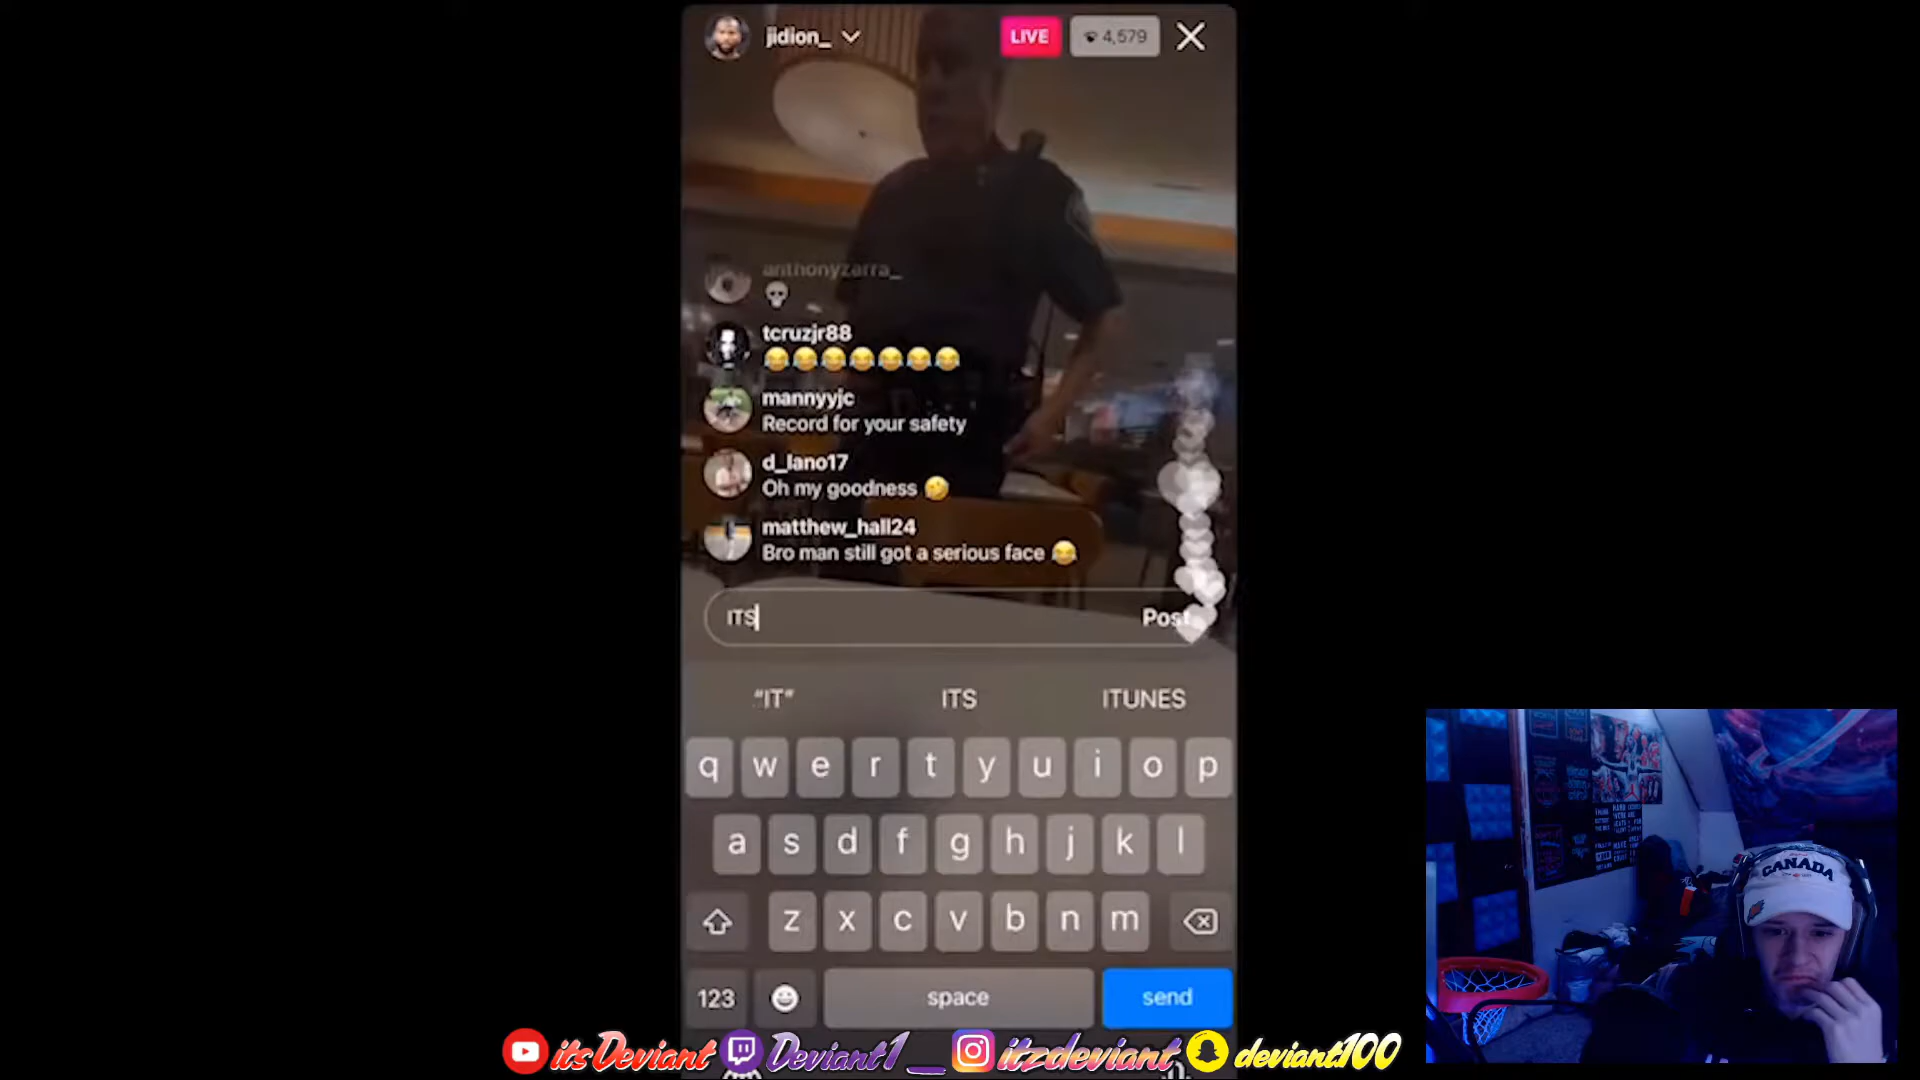 jidion_
LIVE
4,579
anthonyzarra_
tcruzjr88
😂😂😂😂😂😂😂
mannyyjc
Record for your safety
d_lano17
Oh my goodness 🤣
matthew_hall24
Bro man still got a serious face 😂
ITS
Post
"IT" ITS ITUNES
q w e r t y u i o p
a s d f g h j k l
z x c v b n m
123 space send
CANADA
itsDeviant Deviant1__ itzdeviant deviant100